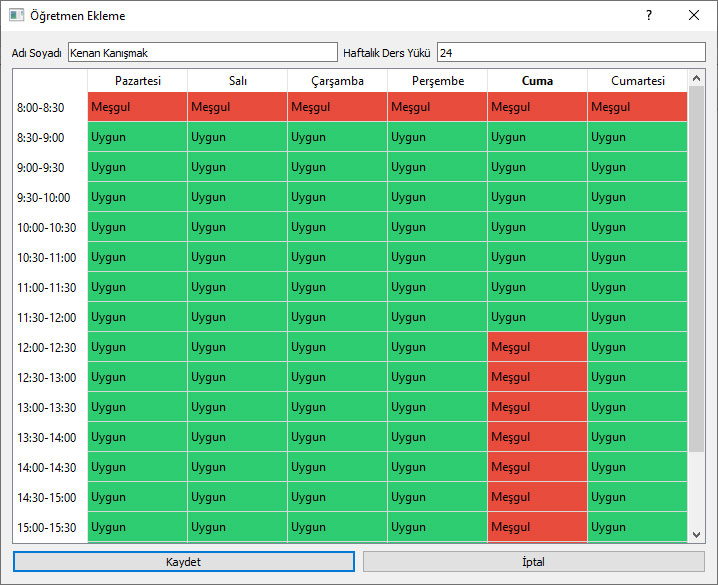 Öğretmen Ekleme ?
Adı Soyadı Kenan Kanışmak Haftalık Ders Yükü 24
Pazartesi Salı Çarşamba Perşembe Cuma Cumartesi
8:00-8:30 Meşgul Meşgul Meşgul Meşgul Meşgul Meşgul
8:30-9:00 Uygun Uygun Uygun Uygun Uygun Uygun
9:00-9:30 Uygun Uygun Uygun Uygun Uygun Uygun
9:30-10:00 Uygun Uygun Uygun Uygun Uygun Uygun
10:00-10:30 Uygun Uygun Uygun Uygun Uygun Uygun
10:30-11:00 Uygun Uygun Uygun Uygun Uygun Uygun
11:00-11:30 Uygun Uygun Uygun Uygun Uygun Uygun
11:30-12:00 Uygun Uygun Uygun Uygun Uygun Uygun
12:00-12:30 Uygun Uygun Uygun Uygun Meşgul Uygun
12:30-13:00 Uygun Uygun Uygun Uygun Meşgul Uygun
13:00-13:30 Uygun Uygun Uygun Uygun Meşgul Uygun
13:30-14:00 Uygun Uygun Uygun Uygun Meşgul Uygun
14:00-14:30 Uygun Uygun Uygun Uygun Meşgul Uygun
14:30-15:00 Uygun Uygun Uygun Uygun Meşgul Uygun
15:00-15:30 Uygun Uygun Uygun Uygun Meşgul Uygun
Kaydet İptal